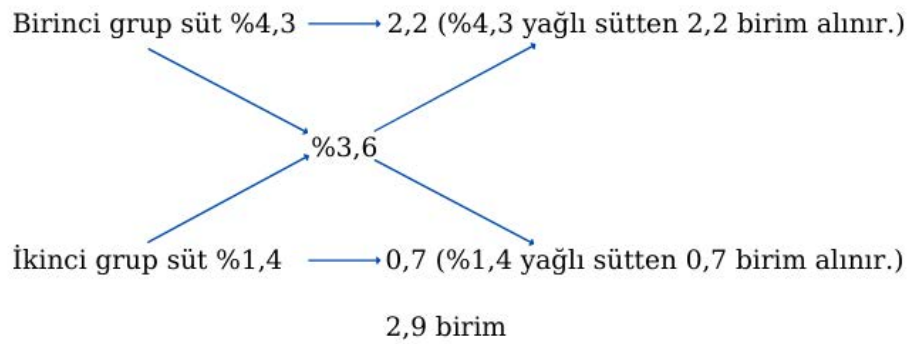 Birinci grup süt %4,3 2,2 (%4,3 yağlı sütten 2,2 birim alınır.)
%3,6
İkinci grup süt %1,4 0,7 (%1,4 yağlı sütten 0,7 birim alınır.)
2,9 birim